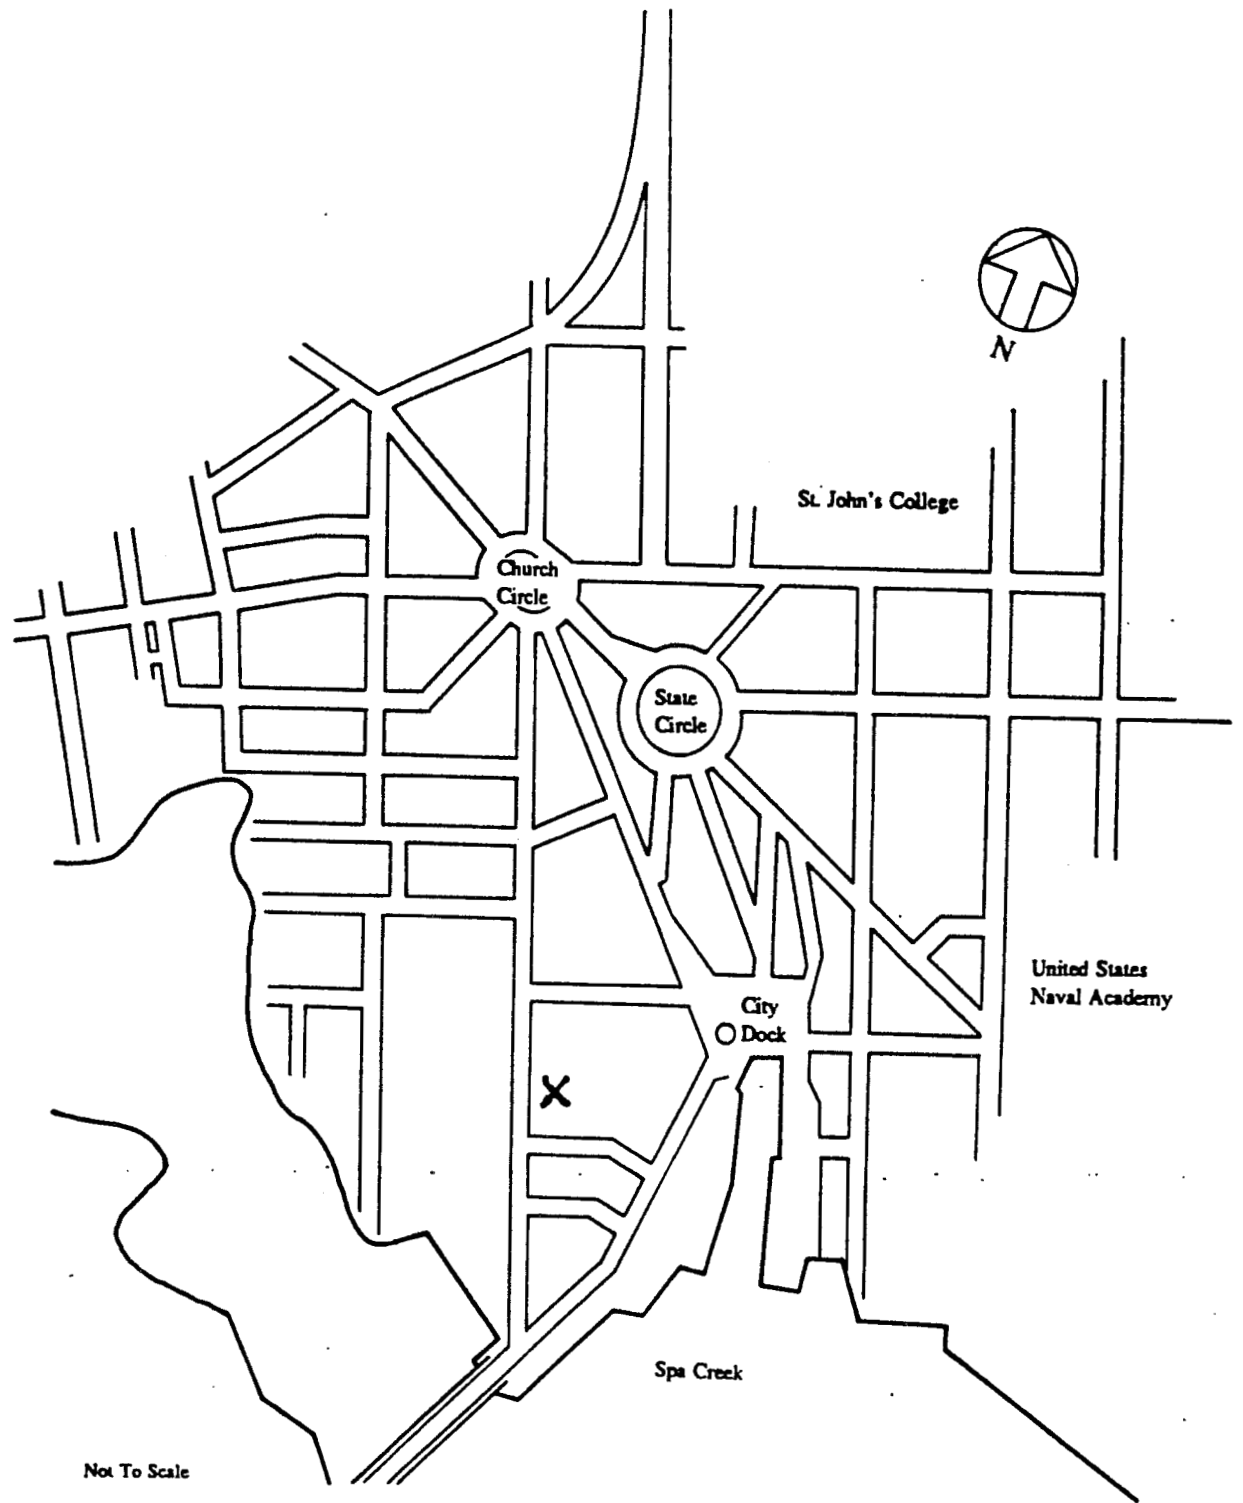 N
St. John's College
Church
Circle
State
Circle
United States
Naval Academy
City
Dock
X
Spa Creek
Not To Scale